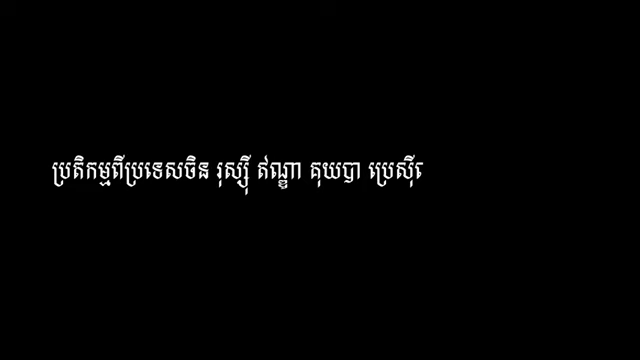 ប្រតិកម្មពីប្រទេសចិន រុស្ស៊ី ឥណ្ឌា គុយបា ប្រេស៊ី